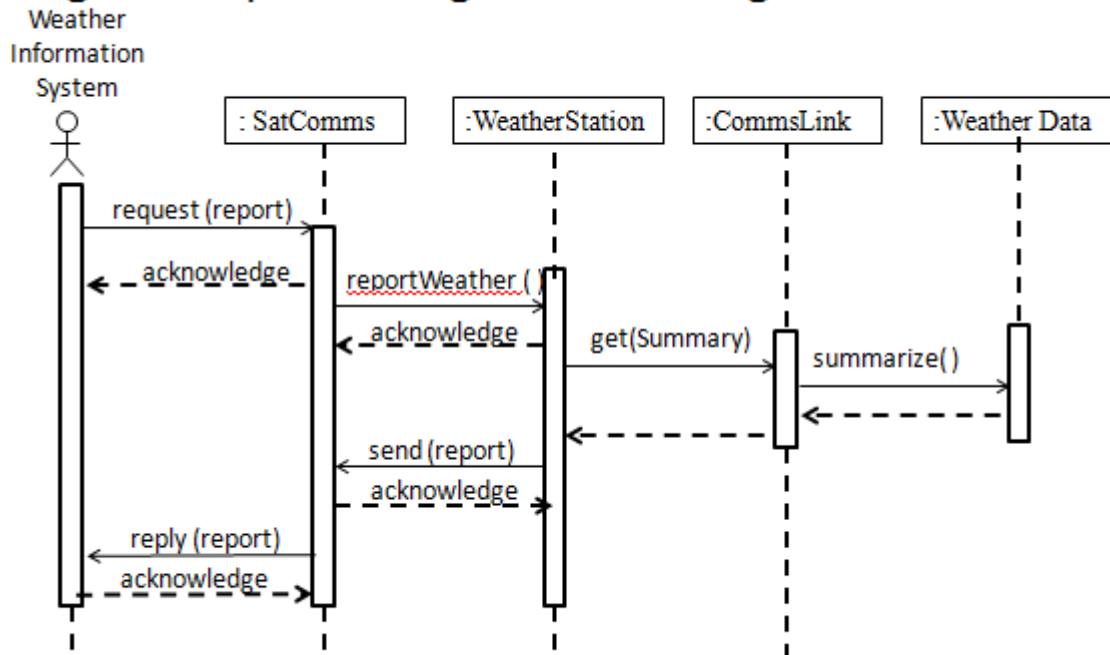 Weather
Information
System
: SatComms
:WeatherStation
:CommsLink
:Weather Data
request (report)
acknowledge
reportWeather ( )
acknowledge
get(Summary)
summarize( )
send (report)
acknowledge
reply (report)
acknowledge